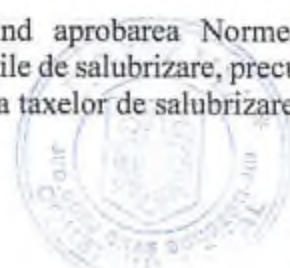 nd aprobarea Norme
ile de salubrizare, precu
a taxelor de salubrizare